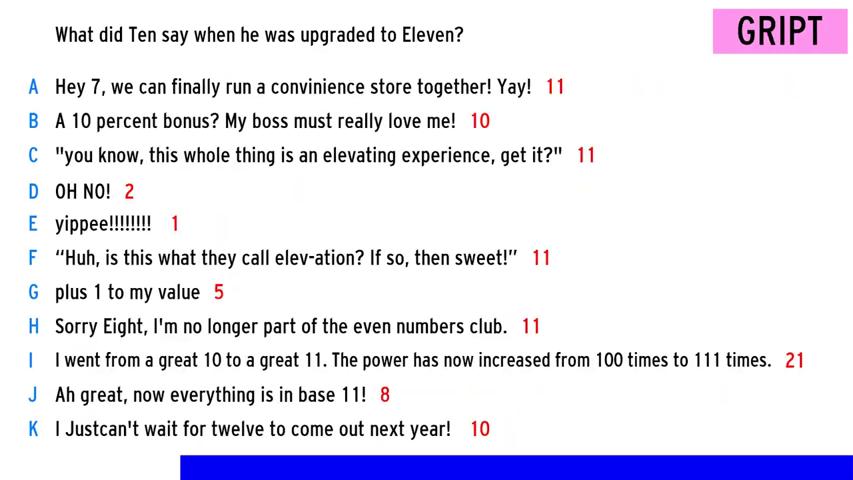 What did Ten say when he was upgraded to Eleven?
GRIPT
A Hey 7, we can finally run a convinience store together! Yay! 11
B A 10 percent bonus? My boss must really love me! 10
C "you know, this whole thing is an elevating experience, get it?" 11
D OH NO! 2
E yippee!!!!!!!! 1
F “Huh, is this what they call elev-ation? If so, then sweet!” 11
G plus 1 to my value 5
H Sorry Eight, I'm no longer part of the even numbers club. 11
I I went from a great 10 to a great 11. The power has now increased from 100 times to 111 times. 21
J Ah great, now everything is in base 11! 8
K I Justcan't wait for twelve to come out next year! 10